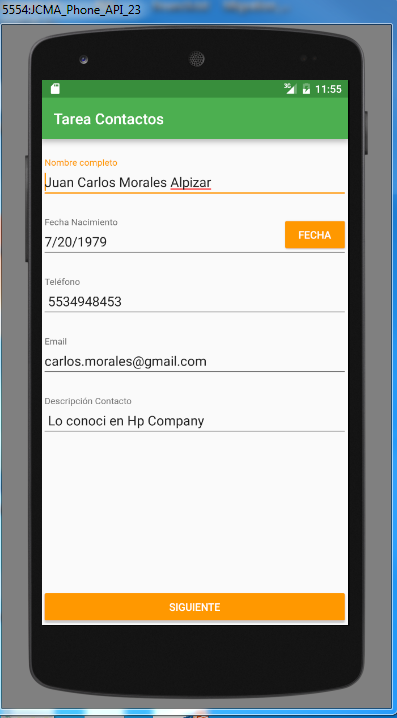 5554:JCMA_Phone_API_23
3G 11:55
Tarea Contactos
Nombre completo
Juan Carlos Morales Alpizar
Fecha Nacimiento
7/20/1979
FECHA
Teléfono
5534948453
Email
carlos.morales@gmail.com
Descripción Contacto
Lo conoci en Hp Company
SIGUIENTE